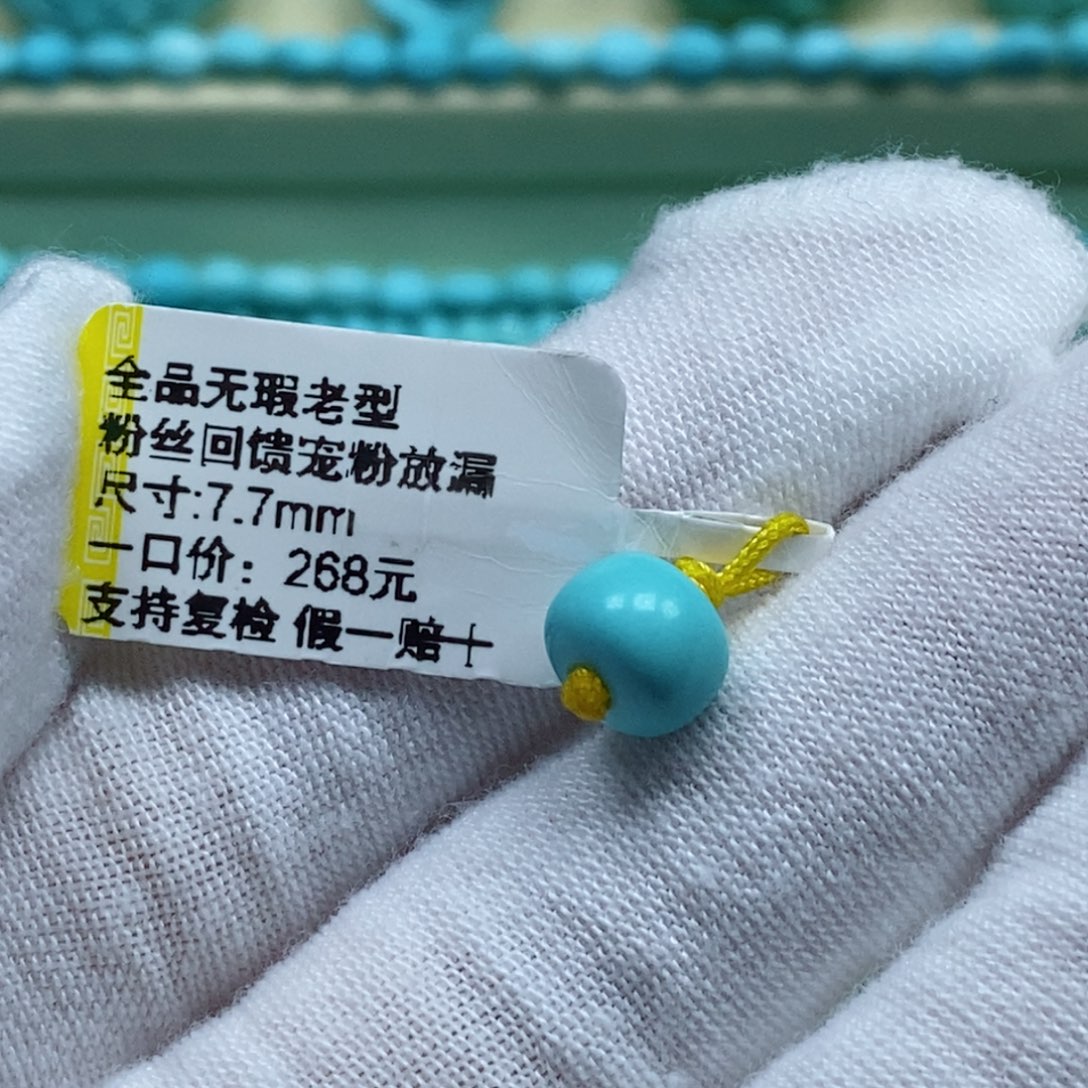 全品无瑕老型
粉丝回馈宠粉放漏
尺寸:7.7mm
一口价：268元
支持复检 假一赔十